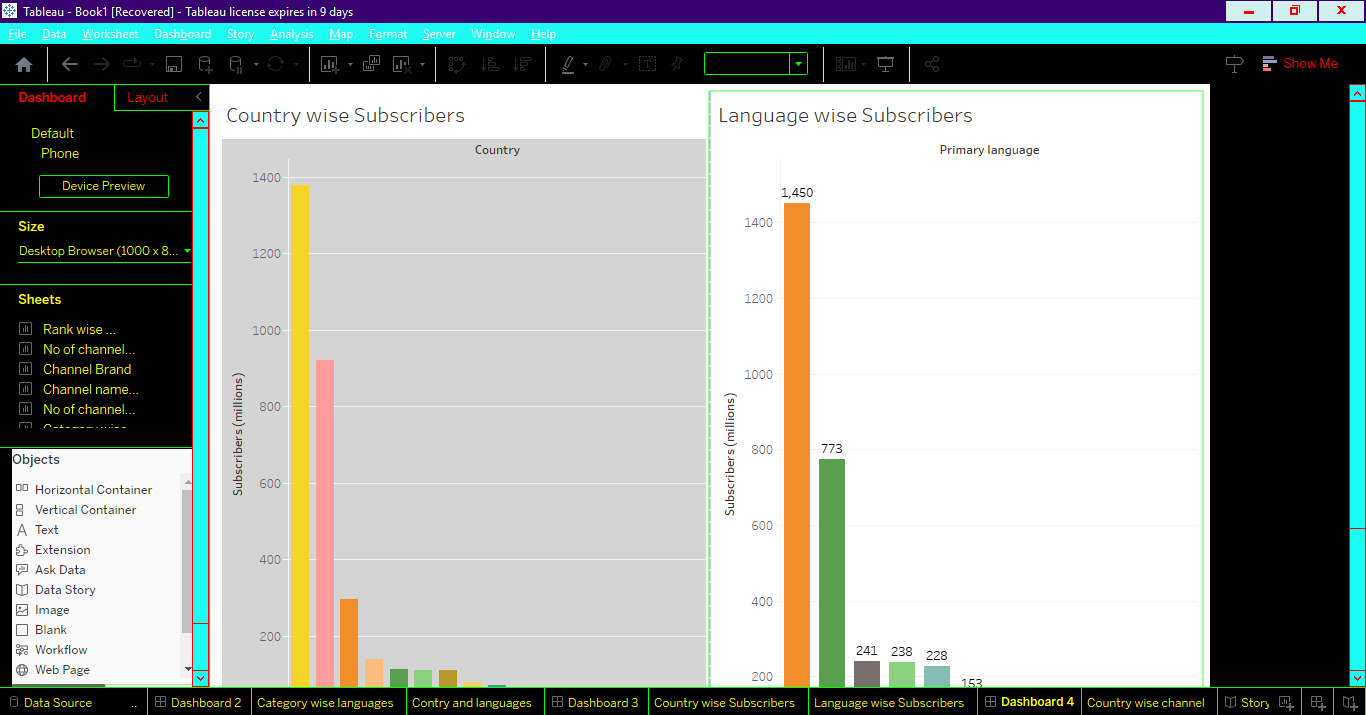 Tableau - Book1 [Recovered] - Tableau license expires in 9 days
File Data Worksheet Dashboard Story Analysis Map Format Server Window Help
Show Me
Dashboard Layout
Default
Phone
Device Preview
Size
Desktop Browser (1000 x 8...
Sheets
Rank wise ...
No of channel...
Channel Brand
Channel name...
No of channel...
Category wise
Objects
Horizontal Container
Vertical Container
Text
Extension
Ask Data
Data Story
Image
Blank
Workflow
Web Page
Country wise Subscribers
Country
Subscribers (millions)
1400
1200
1000
800
600
400
200
Language wise Subscribers
Primary language
Subscribers (millions)
1400
1200
1000
800
600
400
200
1,450
773
241
238
228
153
Data Source .. Dashboard 2 Category wise languages Contry and languages Dashboard 3 Country wise Subscribers Language wise Subscribers Dashboard 4 Country wise channel Story